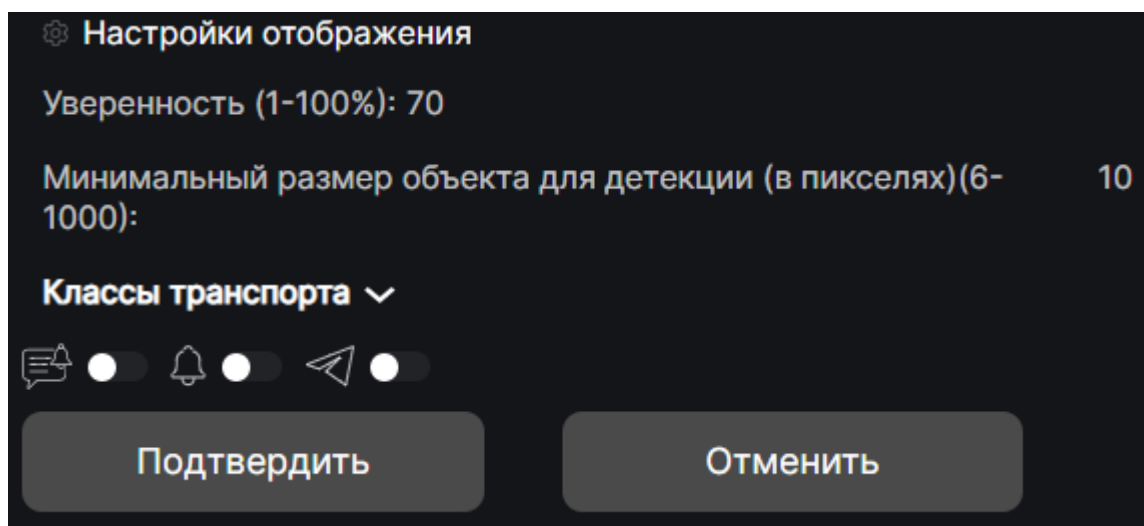 Настройки отображения
Уверенность (1-100%): 70
Минимальный размер объекта для детекции (в пикселях)(6- 10
1000):
Классы транспорта
Подтвердить Отменить